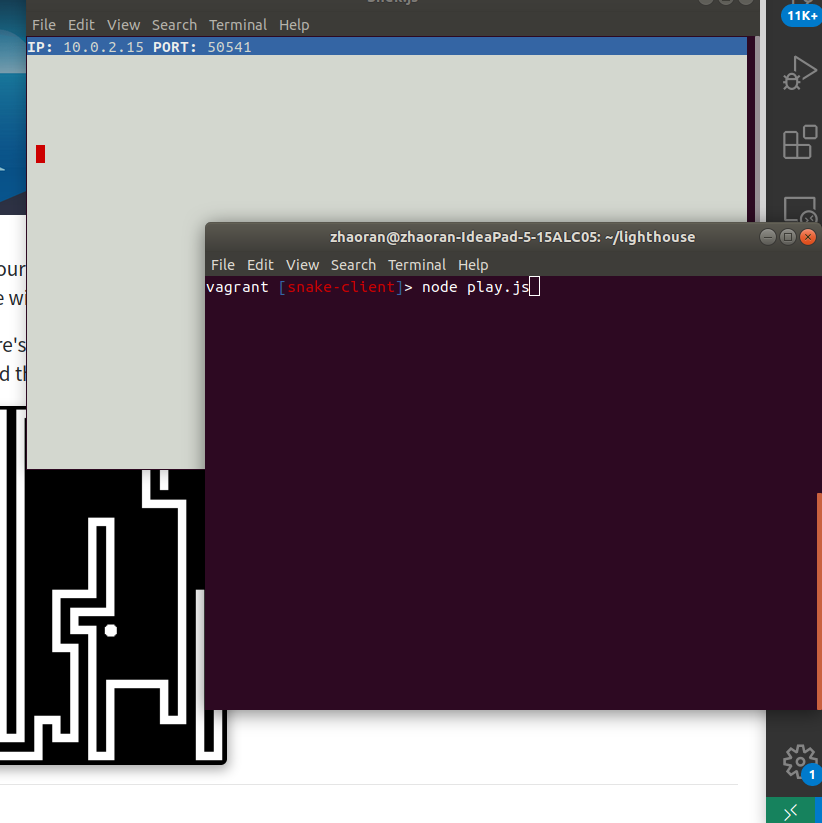 File Edit View Search Terminal Help
IP: 10.0.2.15 PORT: 50541
11K+
our
e wi
re's
d th
zhaoran@zhaoran-IdeaPad-5-15ALC05: ~/lighthouse
File Edit View Search Terminal Help
vagrant [snake-client]> node play.js
1